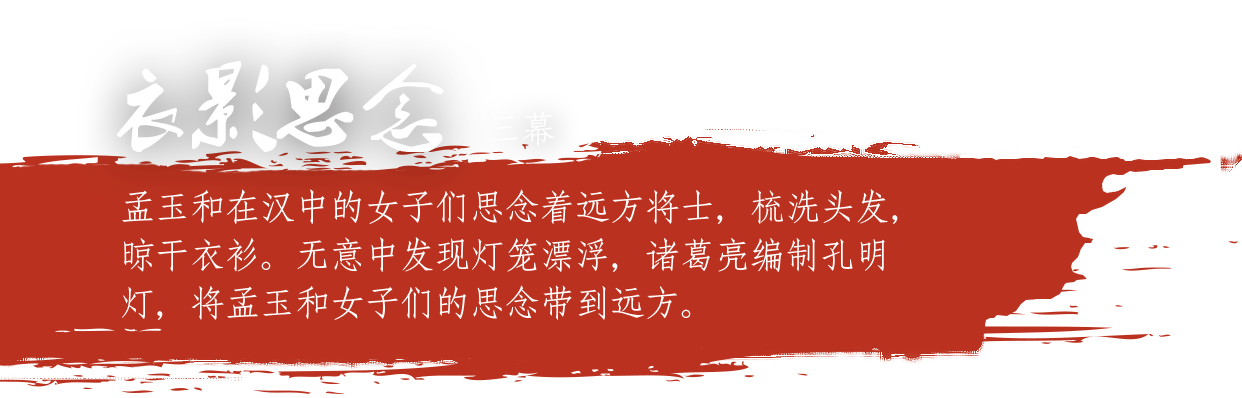 衣影思念 三幕
孟玉和在汉中的女子们思念着远方将士，梳洗头发，
晾干衣衫。无意中发现灯笼漂浮，诸葛亮编制孔明
灯，将孟玉和女子们的思念带到远方。